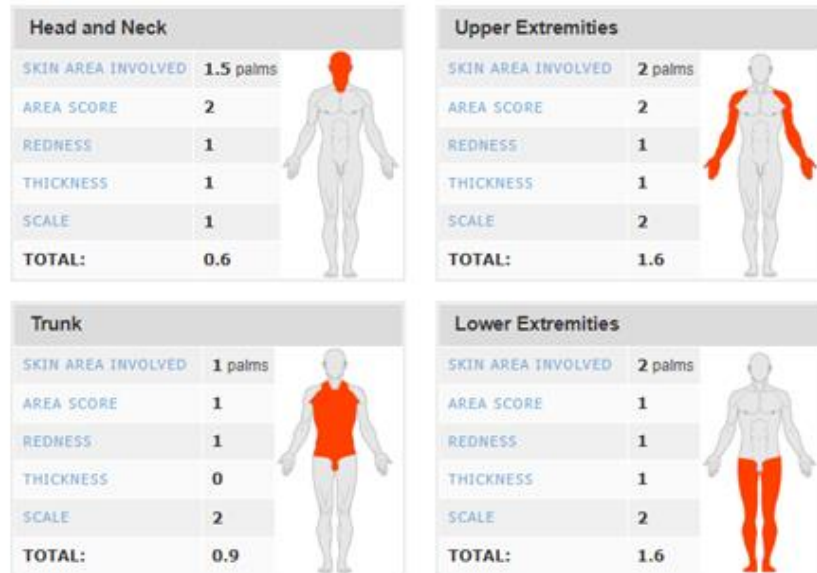 Head and Neck
SKIN AREA INVOLVED 1.5 palms
AREA SCORE 2
REDNESS 1
THICKNESS 1
SCALE 1
TOTAL: 0.6
Upper Extremities
SKIN AREA INVOLVED 2 palms
AREA SCORE 2
REDNESS 1
THICKNESS 1
SCALE 2
TOTAL: 1.6
Trunk
SKIN AREA INVOLVED 1 palms
AREA SCORE 1
REDNESS 1
THICKNESS 0
SCALE 2
TOTAL: 0.9
Lower Extremities
SKIN AREA INVOLVED 2 palms
AREA SCORE 1
REDNESS 1
THICKNESS 1
SCALE 2
TOTAL: 1.6